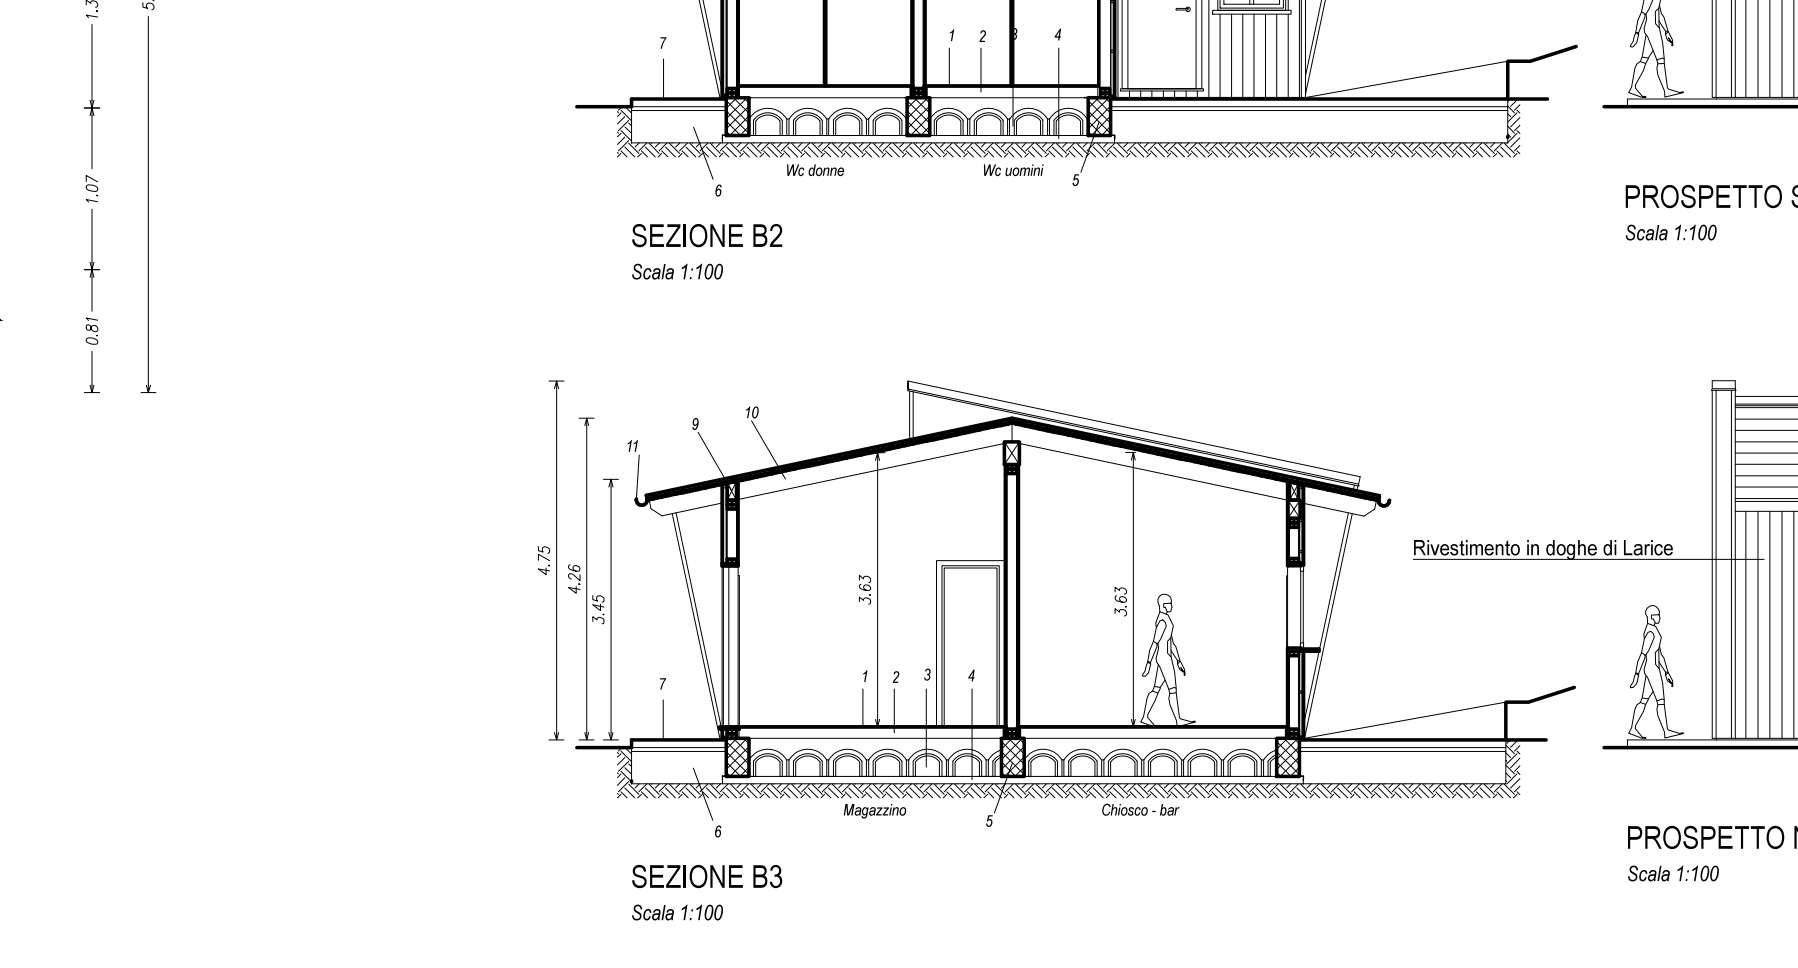 1.07
0.81
7
1
2
3
4
Wc donne
Wc uomini
5
6
SEZIONE B2
Scala 1:100
PROSPETTO
Scala 1:100
11
9
10
4.75
4.26
3.45
3.63
3.63
Rivestimento in doghe di Larice
7
1
2
3
4
Magazzino
Chiosco - bar
5
6
SEZIONE B3
Scala 1:100
PROSPETTO
Scala 1:100